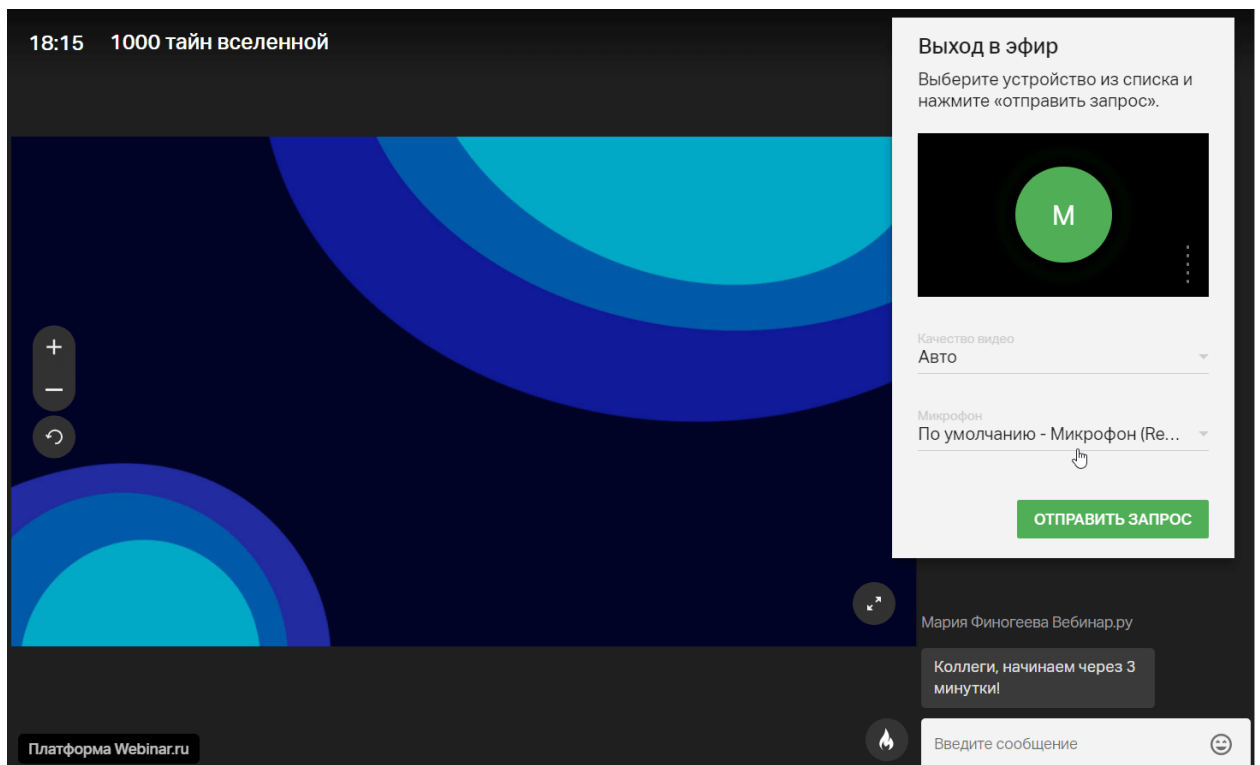 18:15 1000 тайн вселенной
Выход в эфир
Выберите устройство из списка и
нажмите «отправить запрос».
М
Качество видео
Авто
Микрофон
По умолчанию - Микрофон (Re...
ОТПРАВИТЬ ЗАПРОС
Мария Финогеева Вебинар.ру
Коллеги, начинаем через 3
минутки!
Платформа Webinar.ru
Введите сообщение